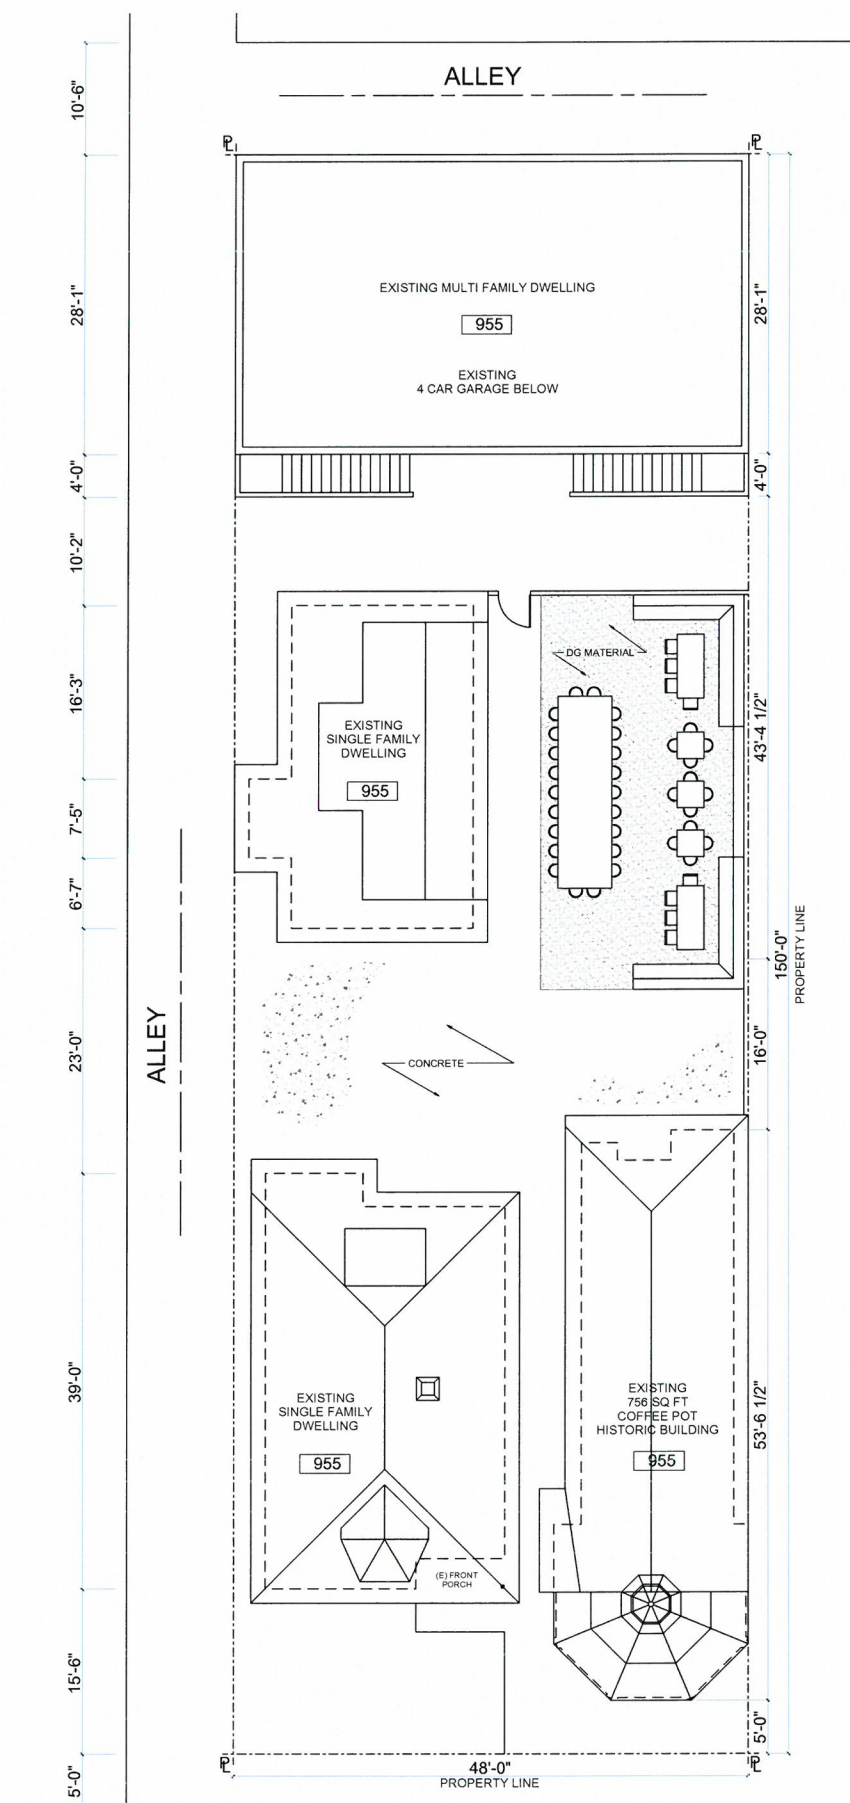 ALLEY
10'-6"
PL
PL
EXISTING MULTI FAMILY DWELLING
955
EXISTING
4 CAR GARAGE BELOW
28'-1"
28'-1"
4'-0"
4'-0"
10'-2"
DG MATERIAL
16'-3"
EXISTING
SINGLE FAMILY
DWELLING
955
43'-4 1/2"
7'-5"
6'-7"
150'-0"
PROPERTY LINE
ALLEY
23'-0"
CONCRETE
16'-0"
39'-0"
EXISTING
SINGLE FAMILY
DWELLING
955
EXISTING
756 SQ FT
COFFEE POT
HISTORIC BUILDING
955
53'-6 1/2"
(E) FRONT
PORCH
15'-6"
5'-0"
PL
PL
48'-0"
PROPERTY LINE
5'-0"